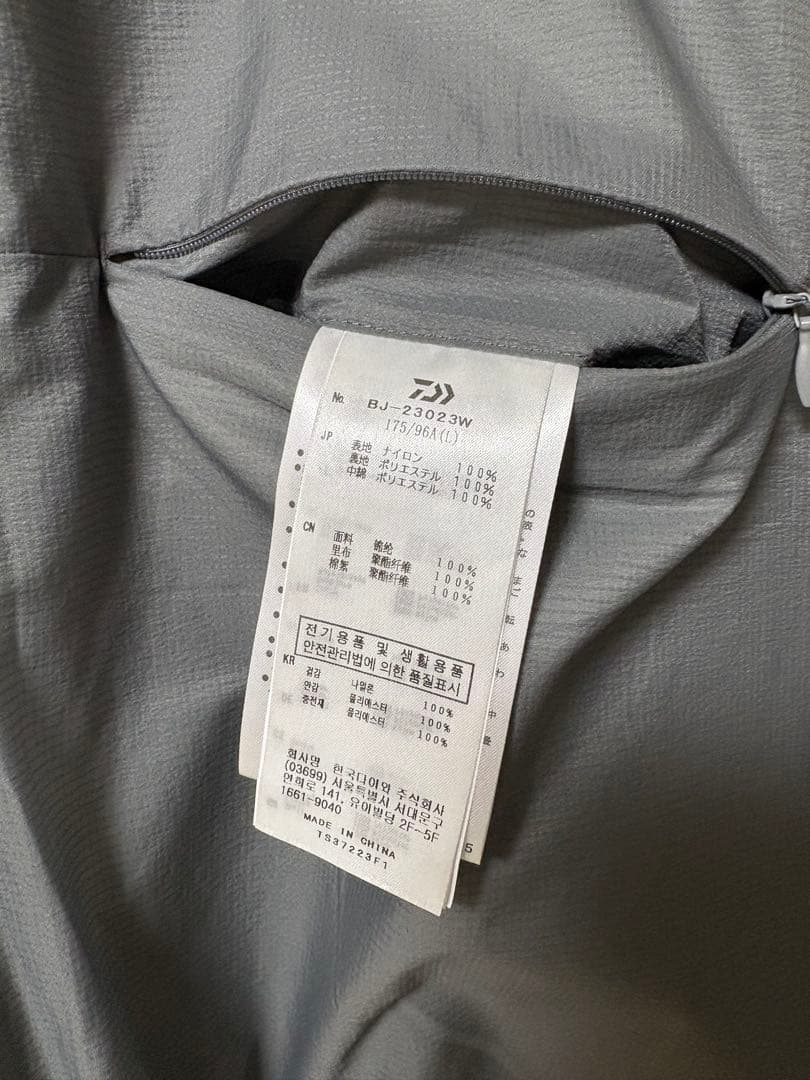 No. BJ-23023W
175/96A(L)
JP
表地 ナイロン 100%
裏地 ポリエステル 100%
中綿 ポリエステル 100%
CN
面料 锦纶 100%
里布 聚酯纤维 100%
棉絮 聚酯纤维 100%
전기용품 및 생활용품
안전관리법에 의한 품질표시
KR
겉감 나일론 100%
안감 폴리에스터 100%
충전재 폴리에스터 100%
회사명 한국다이와 주식회사
(03699) 서울특별시 서대문구
연희로 141, 유이빌딩 2F~5F
1661-9040
MADE IN CHINA
TS37223F1
5